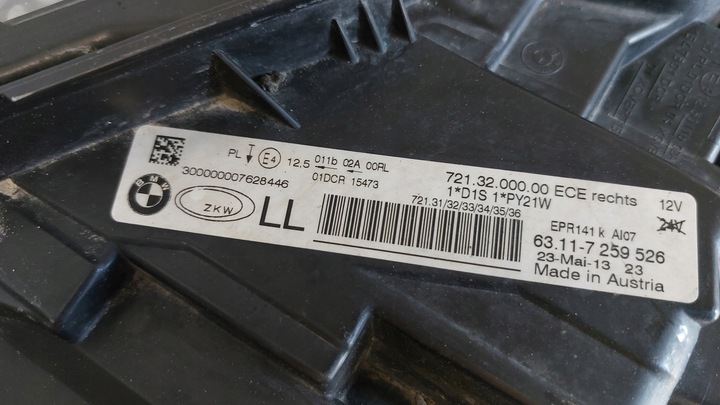 PL E4 12.5 011b 02A 00RL
01DCR 15473
300000007628446
BMW
ZKW
LL
721.32.000.00 ECE rechts
1*D1S 1*PY21W
12V
24V
721.31/32/33/34/35/36
EPR141 k AI07
63.11-7 259 526
23-Mai-13 23
Made in Austria